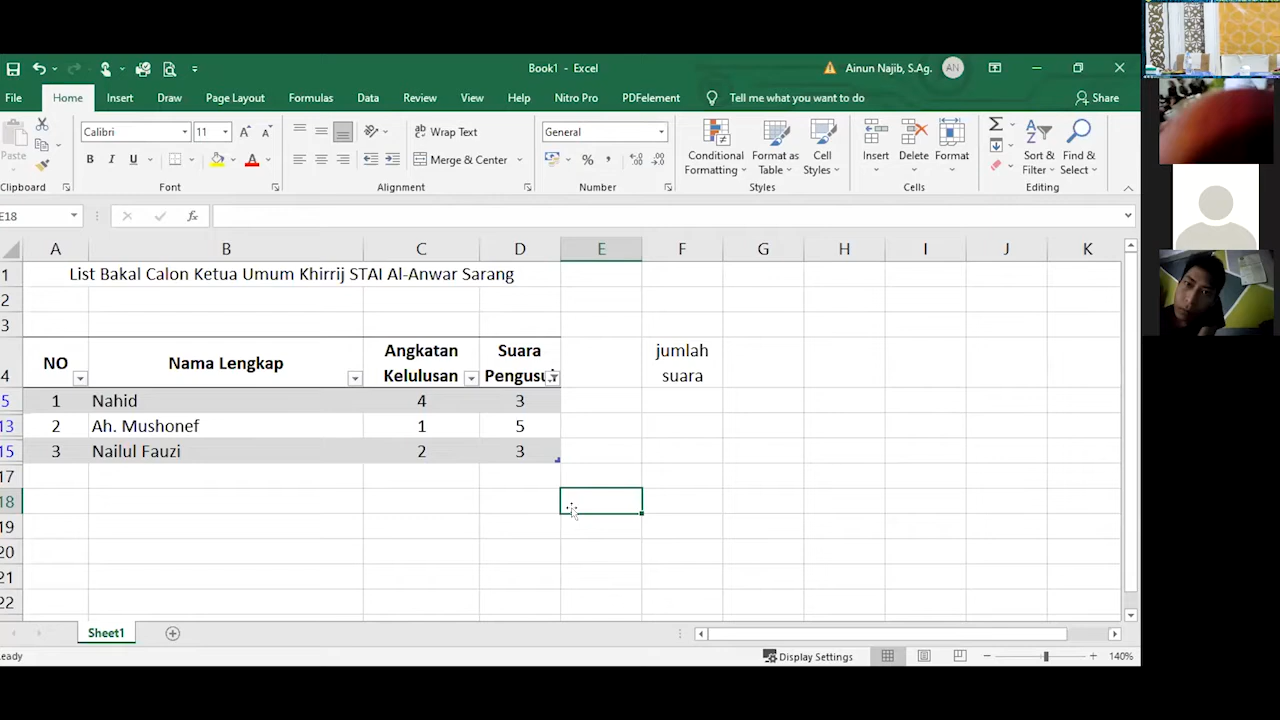 Book1 - Excel
Ainun Najib, S.Ag.
AN
File Home Insert Draw Page Layout Formulas Data Review View Help Nitro Pro PDFelement Tell me what you want to do Share
Paste
Calibri 11
Wrap Text
General
Merge & Center
Conditional Formatting
Format as Table
Cell Styles
Insert Delete Format
Sort & Filter
Find & Select
Clipboard Font Alignment Number Styles Cells Editing
E18
fx
A B C D E F G H I J K
1 List Bakal Calon Ketua Umum Khirrij STAI Al-Anwar Sarang
2
3
4 NO Nama Lengkap Angkatan Kelulusan Suara Pengusu jumlah suara
5 1 Nahid 4 3
13 2 Ah. Mushonef 1 5
15 3 Nailul Fauzi 2 3
17
18
19
20
21
22
Sheet1
eady
Display Settings
140%